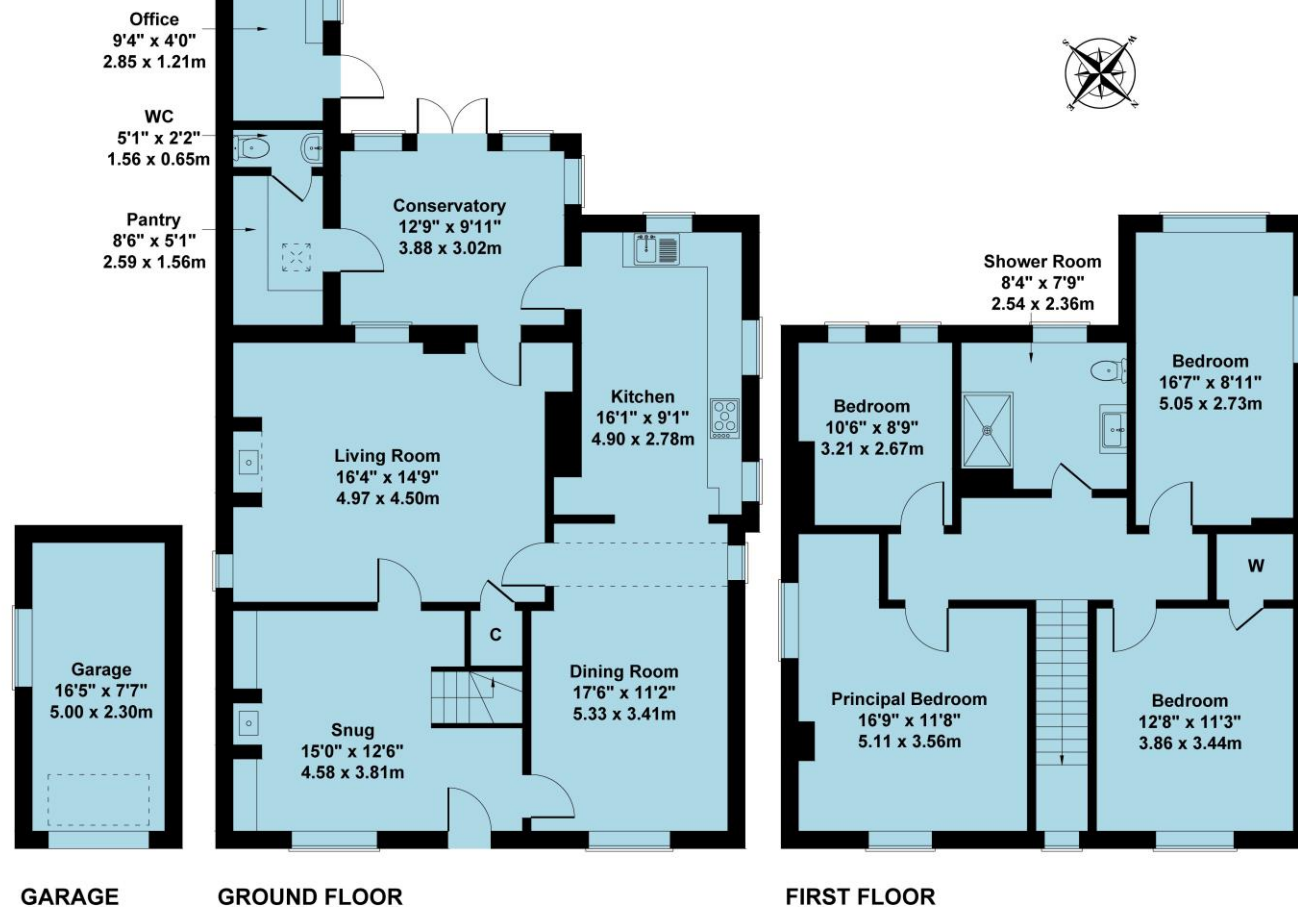 Office
9'4" x 4'0"
2.85 x 1.21m
WC
5'1" x 2'2"
1.56 x 0.65m
Pantry
8'6" x 5'1"
2.59 x 1.56m
Conservatory
12'9" x 9'11"
3.88 x 3.02m
Kitchen
16'1" x 9'1"
4.90 x 2.78m
Living Room
16'4" x 14'9"
4.97 x 4.50m
C
Dining Room
17'6" x 11'2"
5.33 x 3.41m
Snug
15'0" x 12'6"
4.58 x 3.81m
Garage
16'5" x 7'7"
5.00 x 2.30m
S
W
E
N
Shower Room
8'4" x 7'9"
2.54 x 2.36m
Bedroom
16'7" x 8'11"
5.05 x 2.73m
Bedroom
10'6" x 8'9"
3.21 x 2.67m
W
Principal Bedroom
16'9" x 11'8"
5.11 x 3.56m
Bedroom
12'8" x 11'3"
3.86 x 3.44m
GARAGE
GROUND FLOOR
FIRST FLOOR